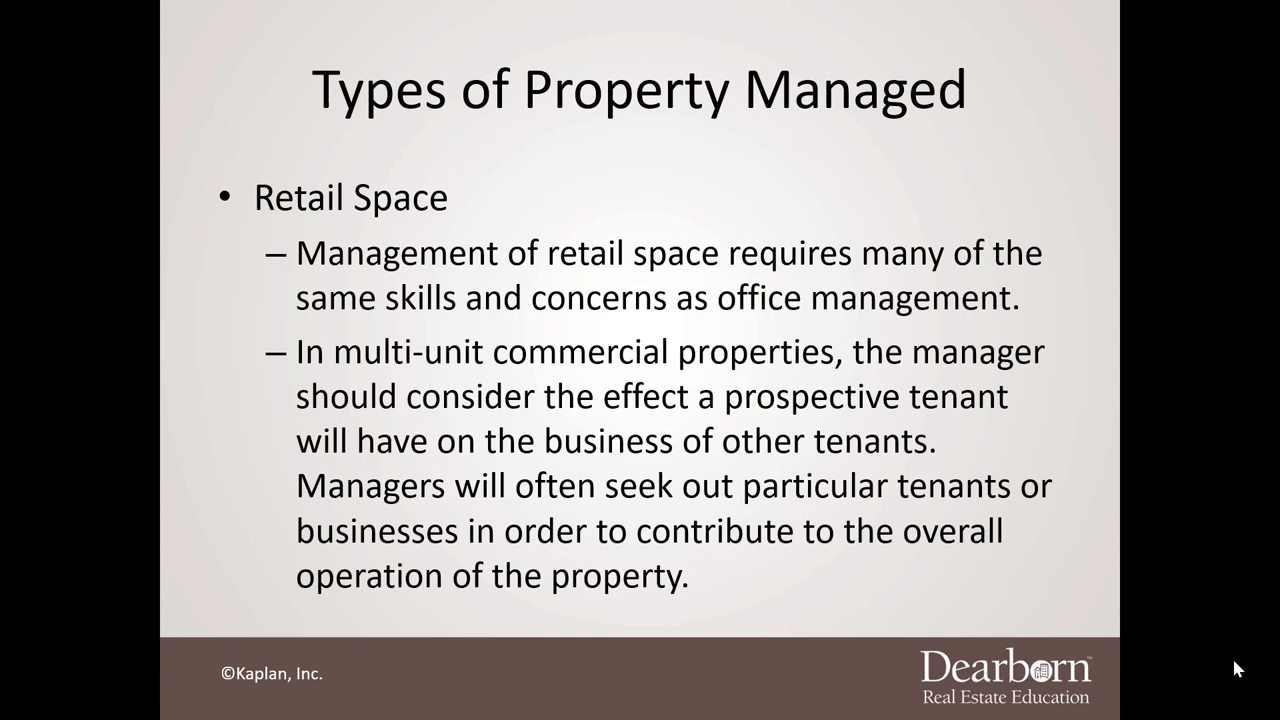 Types of Property Managed
• Retail Space
– Management of retail space requires many of the
same skills and concerns as office management.
– In multi-unit commercial properties, the manager
should consider the effect a prospective tenant
will have on the business of other tenants.
Managers will often seek out particular tenants or
businesses in order to contribute to the overall
operation of the property.
©Kaplan, Inc.
Dearborn™
Real Estate Education